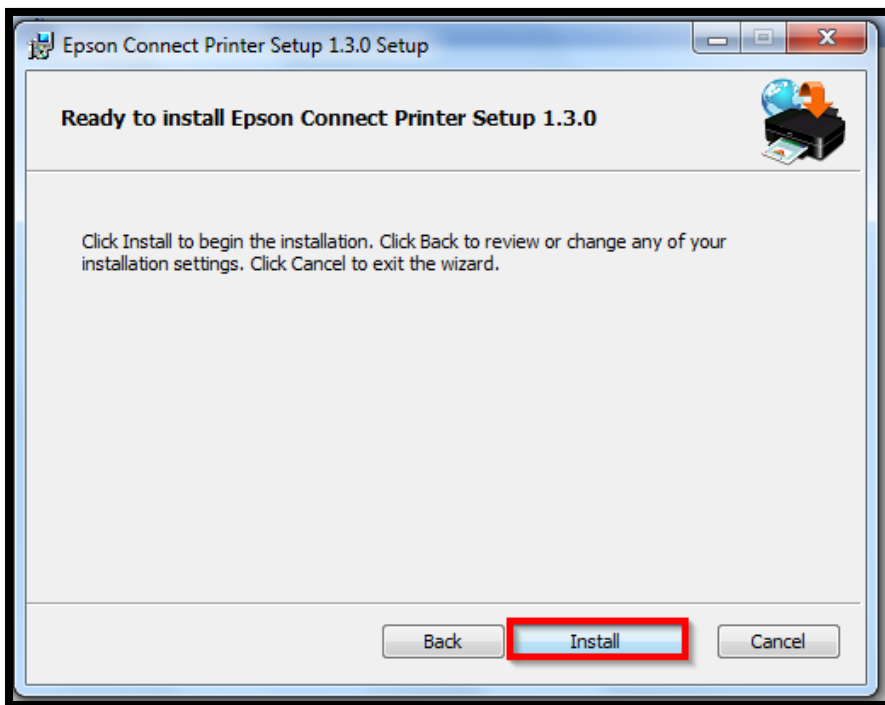 Epson Connect Printer Setup 1.3.0 Setup
Ready to install Epson Connect Printer Setup 1.3.0
Click Install to begin the installation. Click Back to review or change any of your
installation settings. Click Cancel to exit the wizard.
Back Install Cancel